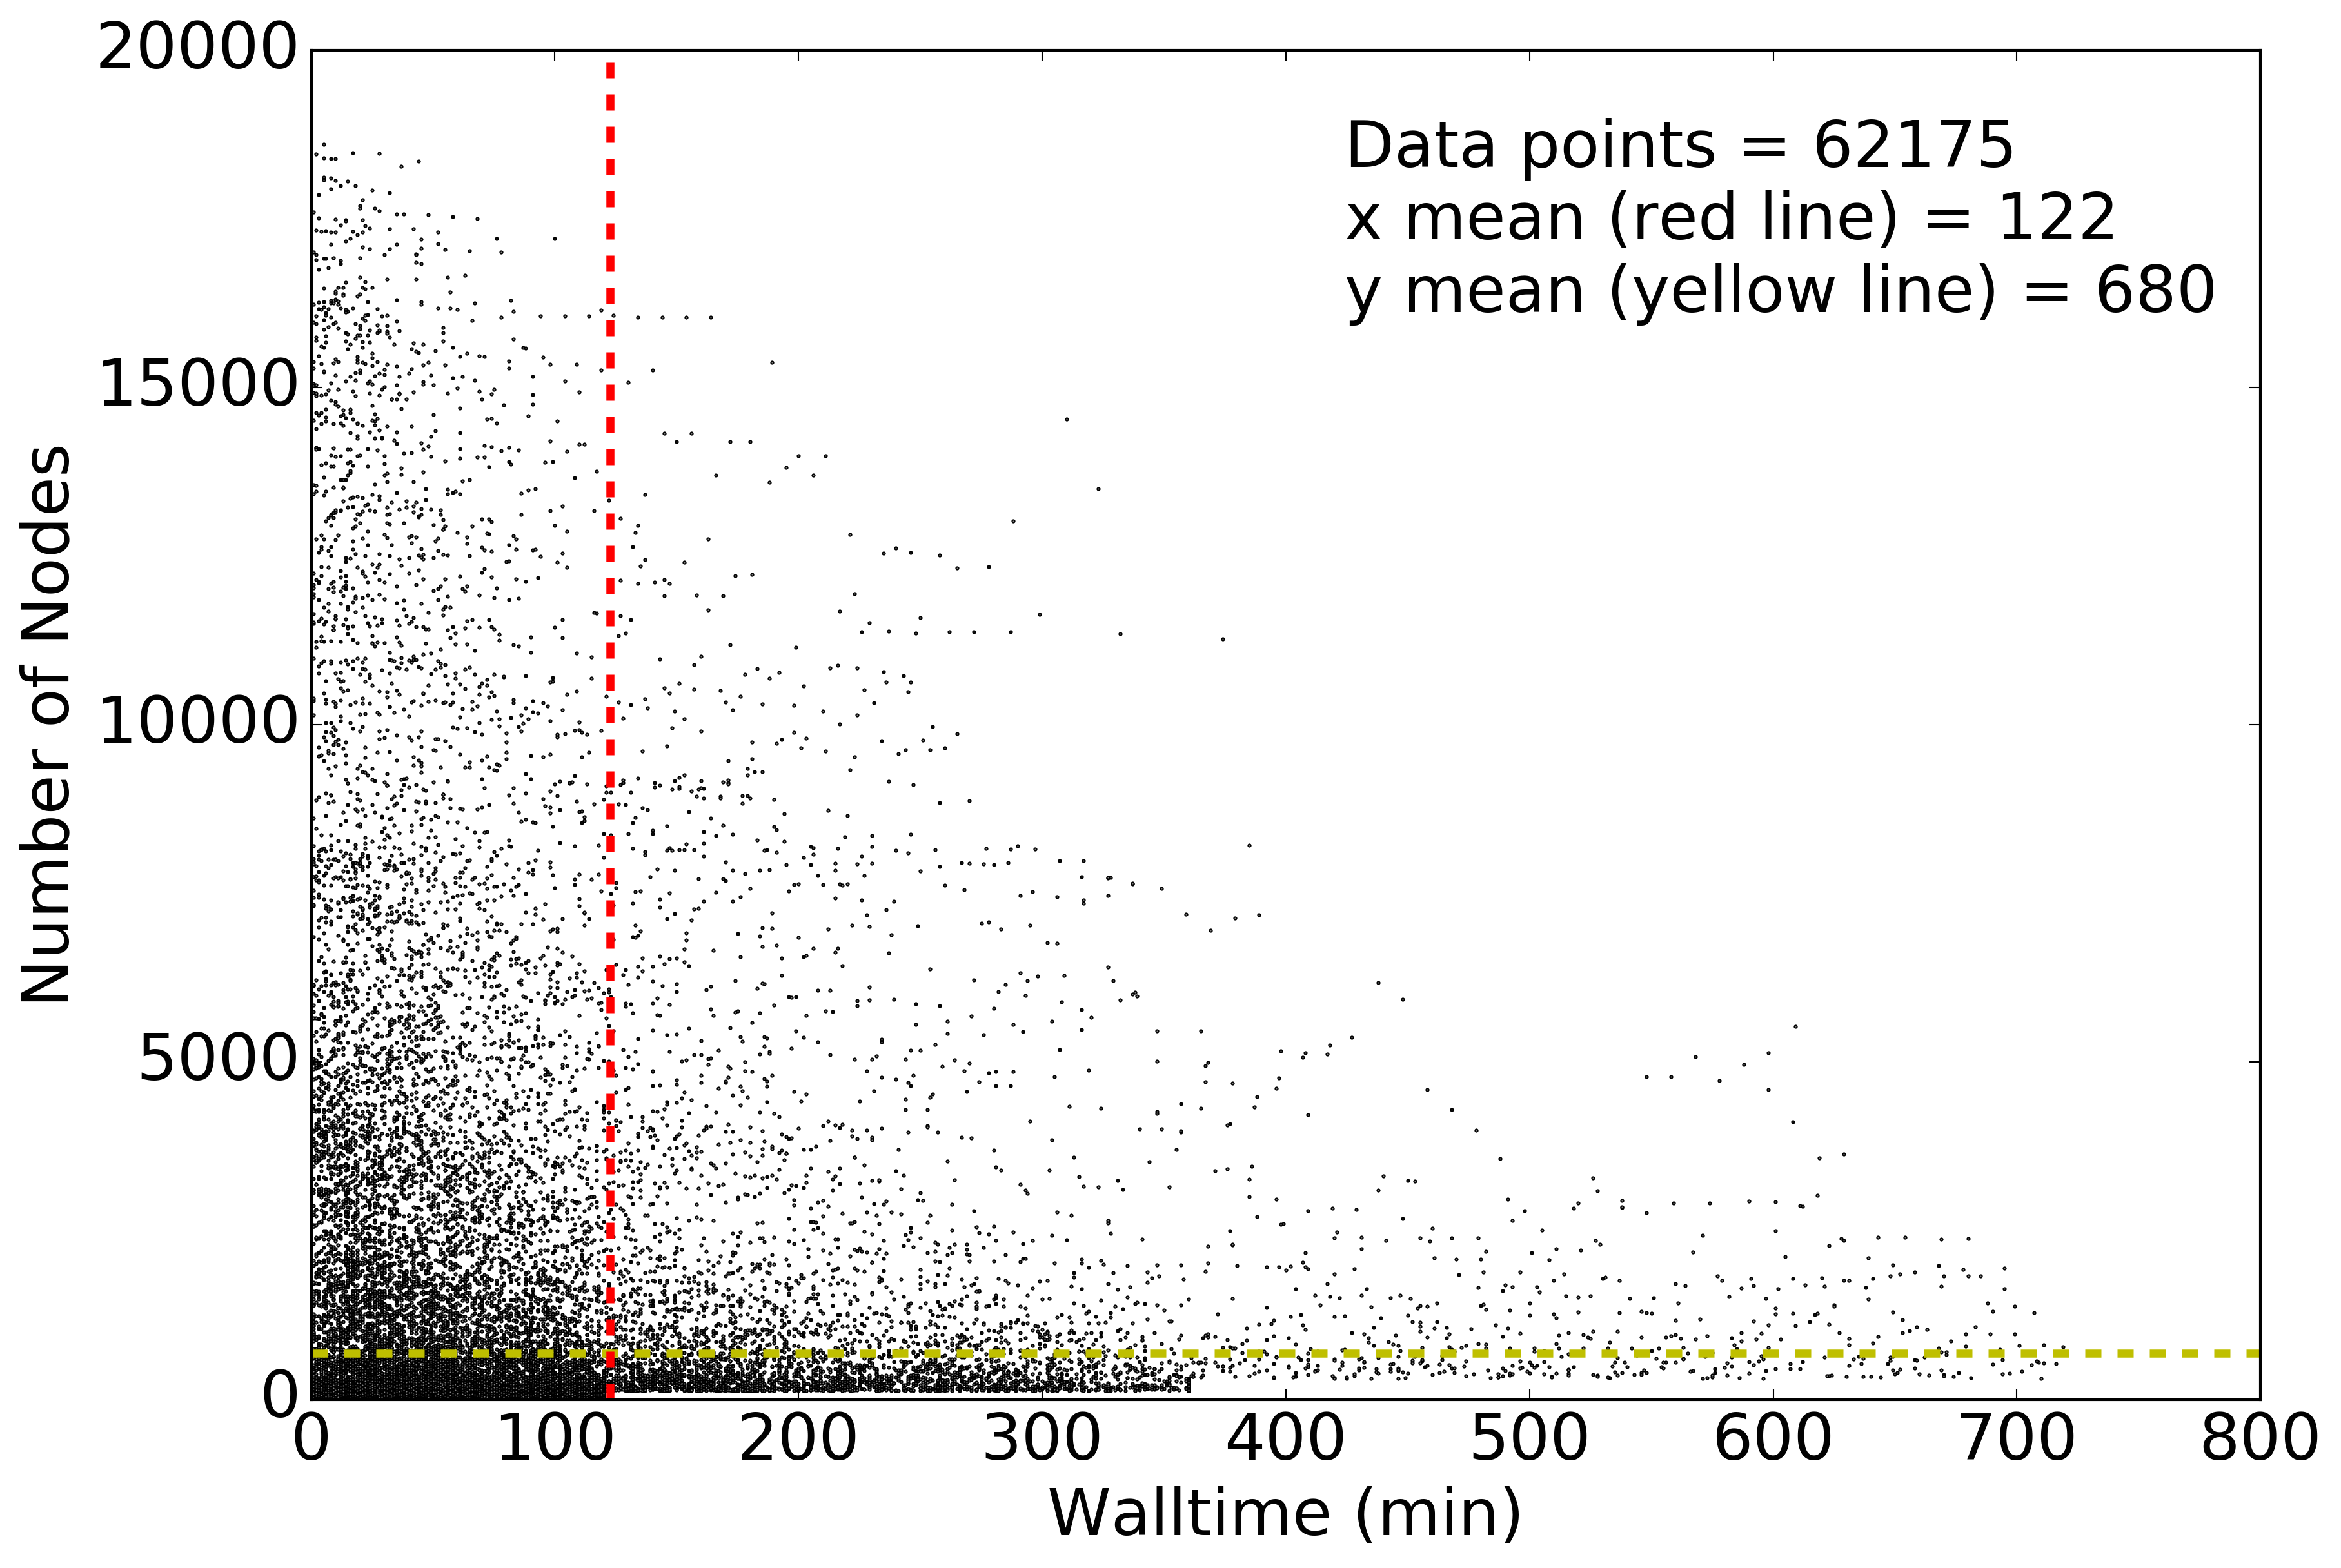 20000
15000
10000
5000
0
Number of Nodes
Data points = 62175
x mean (red line) = 122
y mean (yellow line) = 680
0 100 200 300 400 500 600 700 800
Walltime (min)